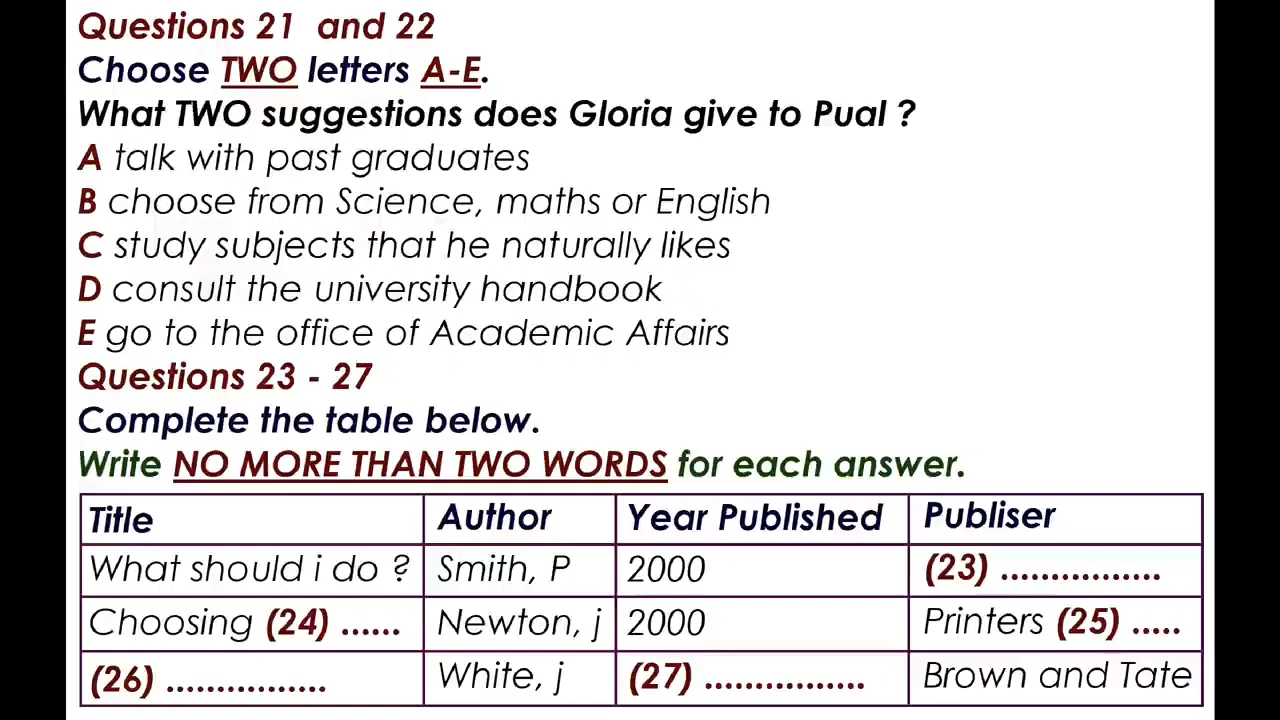 Questions 21 and 22
Choose TWO letters A-E.
What TWO suggestions does Gloria give to Pual ?
A talk with past graduates
B choose from Science, maths or English
C study subjects that he naturally likes
D consult the university handbook
E go to the office of Academic Affairs
Questions 23 - 27
Complete the table below.
Write NO MORE THAN TWO WORDS for each answer.
Title Author Year Published Publiser
What should i do ? Smith, P 2000 (23) ................
Choosing (24) ...... Newton, j 2000 Printers (25) .....
(26) ................ White, j (27) ................ Brown and Tate